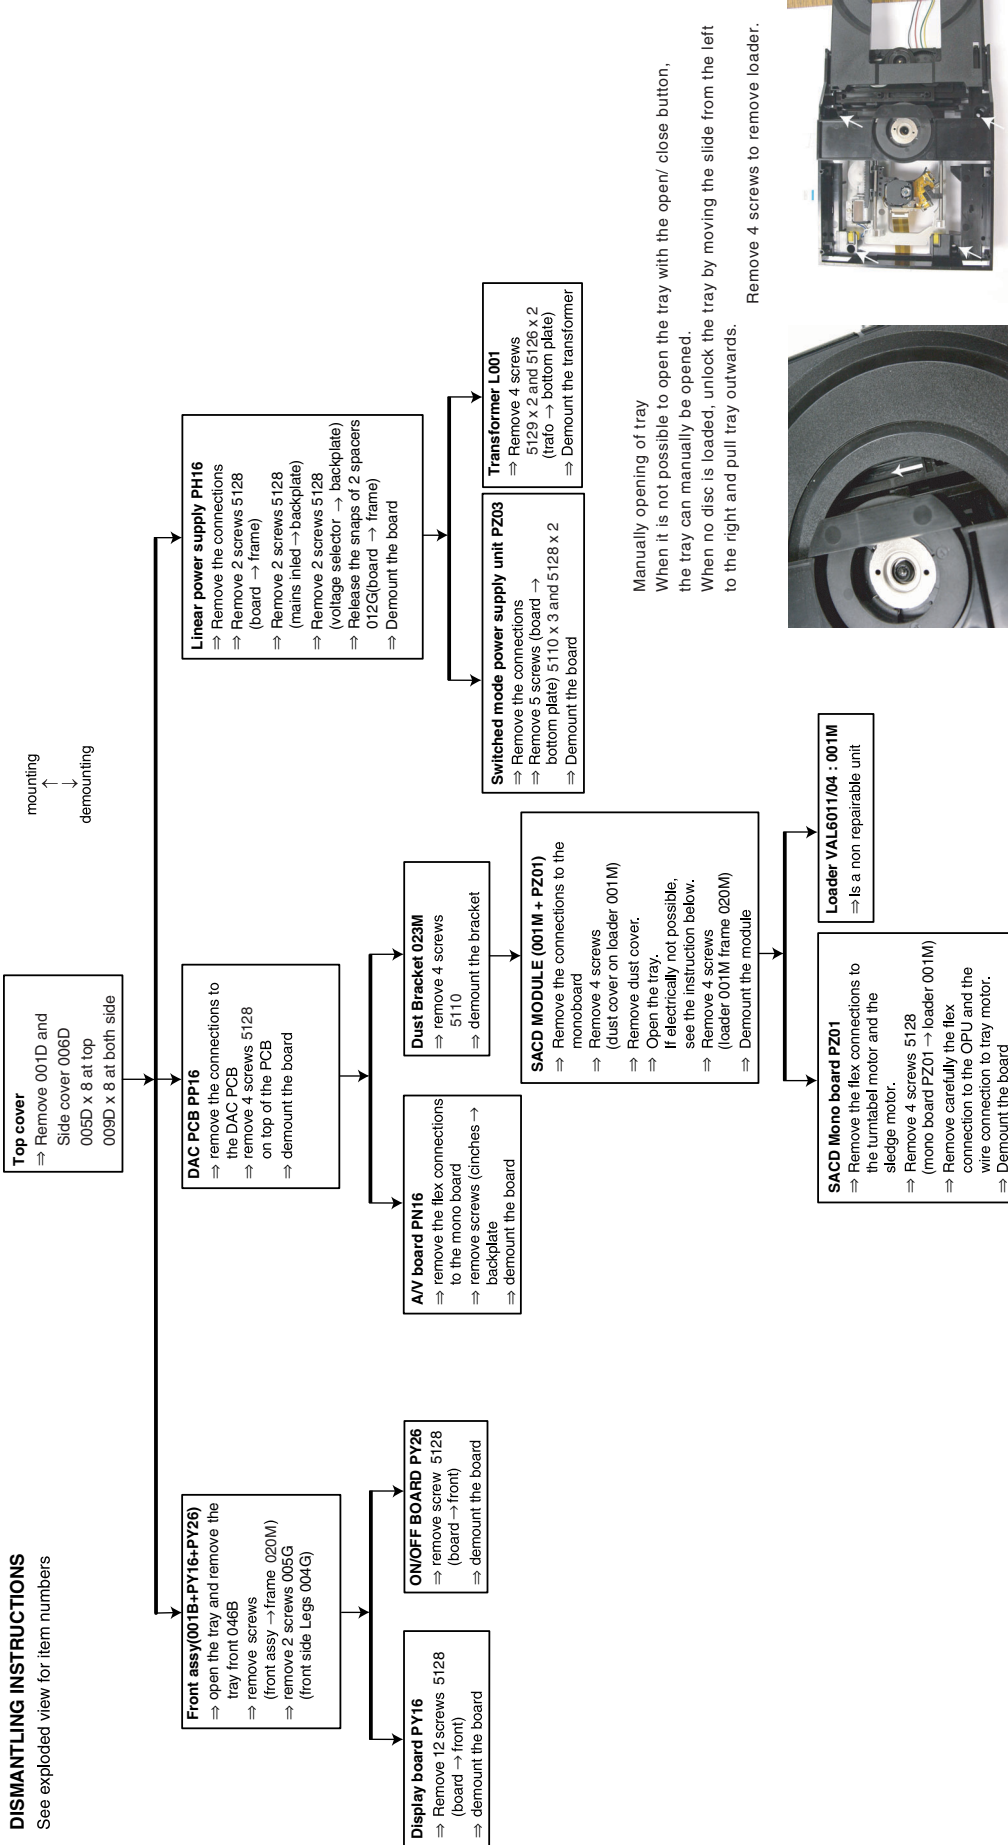 DISMANTLING INSTRUCTIONS
See exploded view for item numbers
mounting
↑
↓
demounting
Top cover
⇒ Remove 001D and
Side cover 006D
005D x 8 at top
009D x 8 at both side
Front assy(001B+PY16+PY26)
⇒ open the tray and remove the
tray front 046B
⇒ remove screws
(front assy → frame 020M)
⇒ remove 2 screws 005G
(front side Legs 004G)
Display board PY16
⇒ Remove 12 screws 5128
(board → front)
⇒ demount the board
ON/OFF BOARD PY26
⇒ remove screw 5128
(board → front)
⇒ demount the board
DAC PCB PP16
⇒ remove the connections to
the DAC PCB
⇒ remove 4 screws 5128
on top of the PCB
⇒ demount the board
A/V board PN16
⇒ remove the flex connections
to the mono board
⇒ remove screws (cinches →
backplate
⇒ demount the board
Dust Bracket 023M
⇒ remove 4 screws
5110
⇒ demount the bracket
SACD MODULE (001M + PZ01)
⇒ Remove the connections to the
monoboard
⇒ Remove 4 screws
(dust cover on loader 001M)
⇒ Remove dust cover.
⇒ Open the tray.
If electrically not possible,
see the instruction below.
⇒ Remove 4 screws
(loader 001M frame 020M)
⇒ Demount the module
SACD Mono board PZ01
⇒ Remove the flex connections to
the turntabel motor and the
sledge motor.
⇒ Remove 4 screws 5128
(mono board PZ01 → loader 001M)
⇒ Remove carefully the flex
connection to the OPU and the
wire connection to tray motor.
⇒ Demount the board
Loader VAL6011/04 : 001M
⇒ Is a non repairable unit
Linear power supply PH16
⇒ Remove the connections
⇒ Remove 2 screws 5128
(board → frame)
⇒ Remove 2 screws 5128
(mains inled → backplate)
⇒ Remove 2 screws 5128
(voltage selector → backplate)
⇒ Release the snaps of 2 spacers
012G(board → frame)
⇒ Demount the board
Switched mode power supply unit PZ03
⇒ Remove the connections
⇒ Remove 5 screws (board →
bottom plate) 5110 x 3 and 5128 x 2
⇒ Demount the board
Transformer L001
⇒ Remove 4 screws
5129 x 2 and 5126 x 2
(trafo → bottom plate)
⇒ Demount the transformer
Manually opening of tray
When it is not possible to open the tray with the open/ close button,
the tray can manually be opened.
When no disc is loaded, unlock the tray by moving the slide from the left
to the right and pull tray outwards.
Remove 4 screws to remove loader.